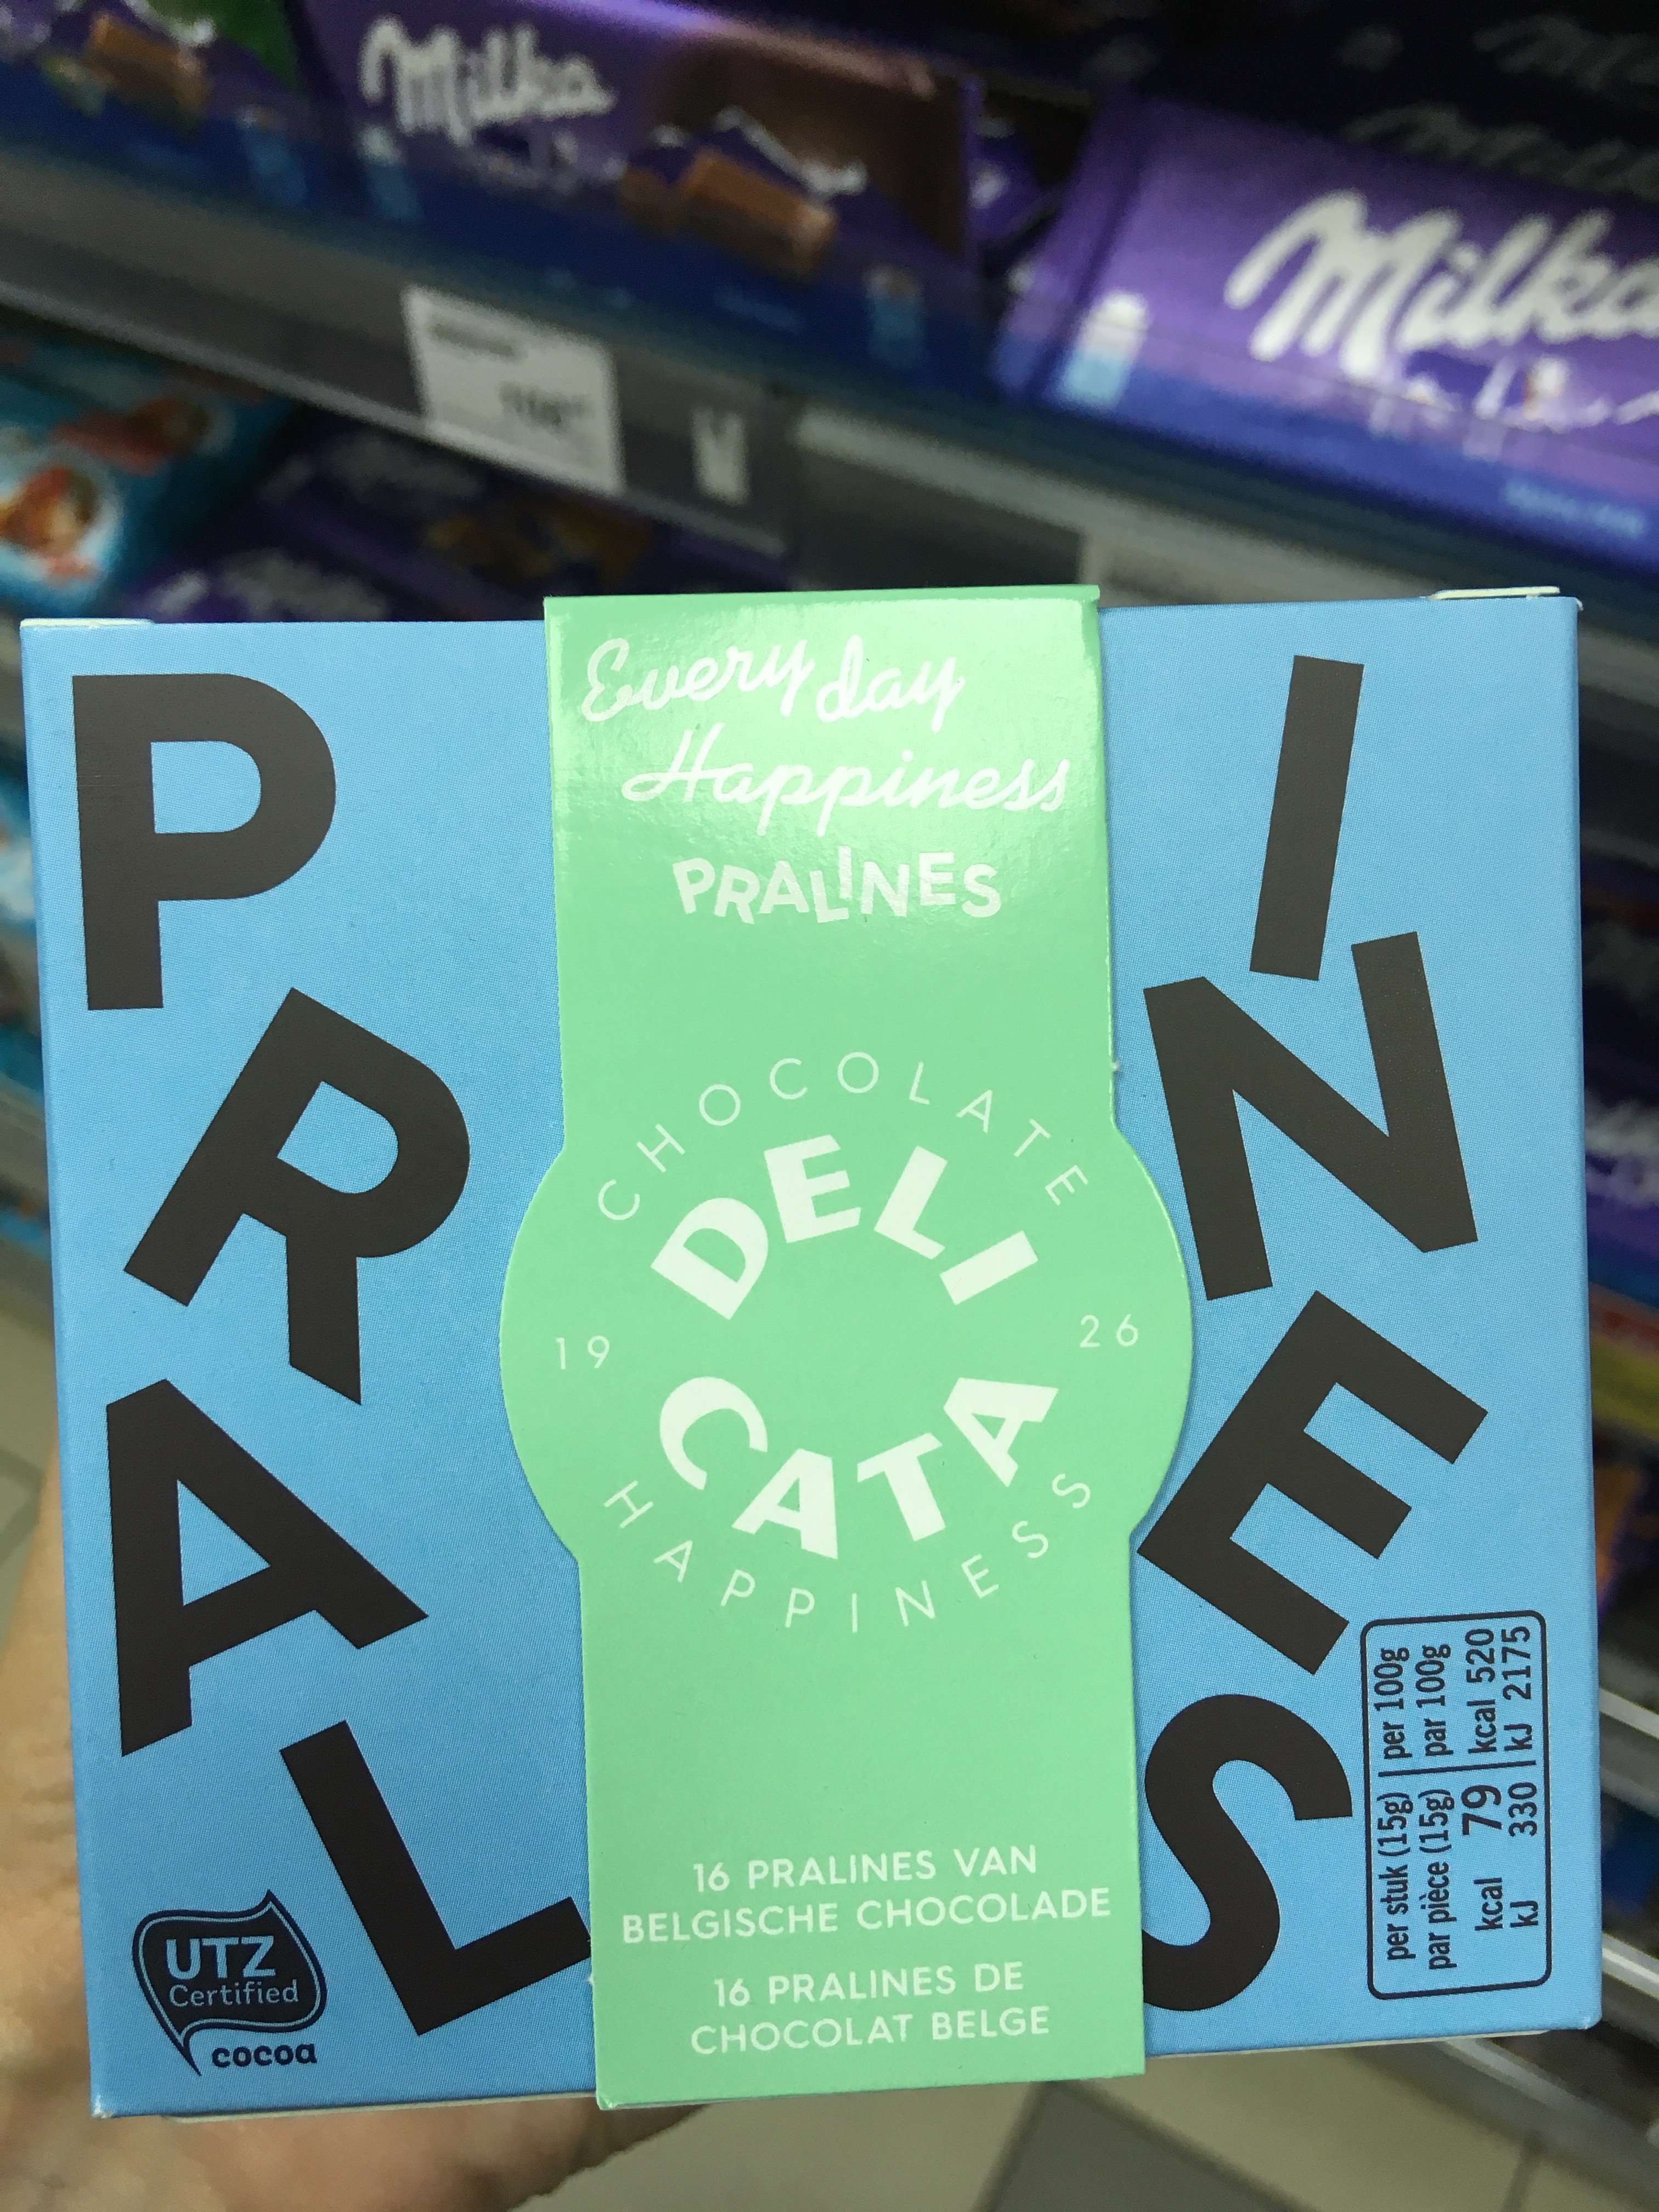 Milka
Milka
P
R
A
L
I
N
E
S
Every day
Happiness
PRALINES
CHOCOLATE
DELI
19 26
CATA
HAPPINESS
16 PRALINES VAN
BELGISCHE CHOCOLADE
16 PRALINES DE
CHOCOLAT BELGE
UTZ
Certified
cocoa
per stuk (15g) | per 100g
par pièce (15g) | par 100g
kcal 79 | kcal 520
kJ 330 | kJ 2175